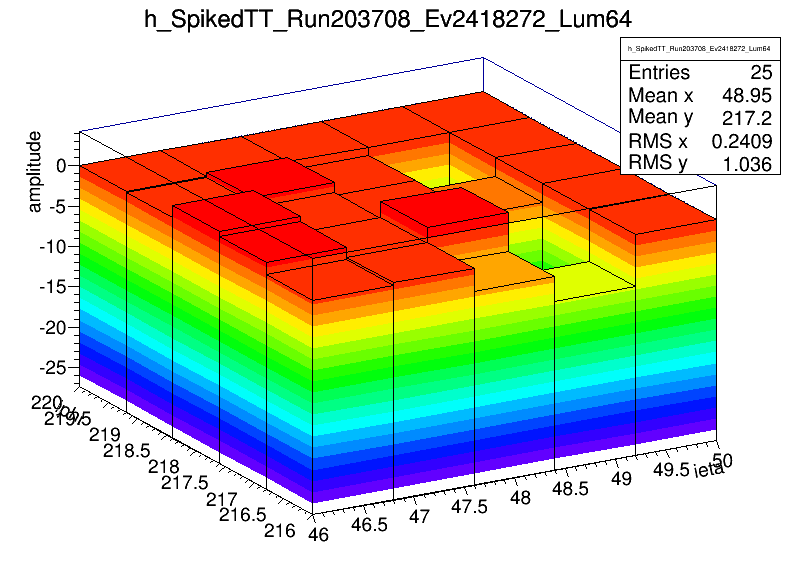 h_SpikedTT_Run203708_Ev2418272_Lum64
h_SpikedTT_Run203708_Ev2418272_Lum64
Entries 25
Mean x 48.95
Mean y 217.2
RMS x 0.2409
RMS y 1.036
amplitude
0
-5
-10
-15
-20
-25
220
219.5
219
218.5
218
217.5
217
216.5
216
46
46.5
47
47.5
48
48.5
49
49.5
50
ieta